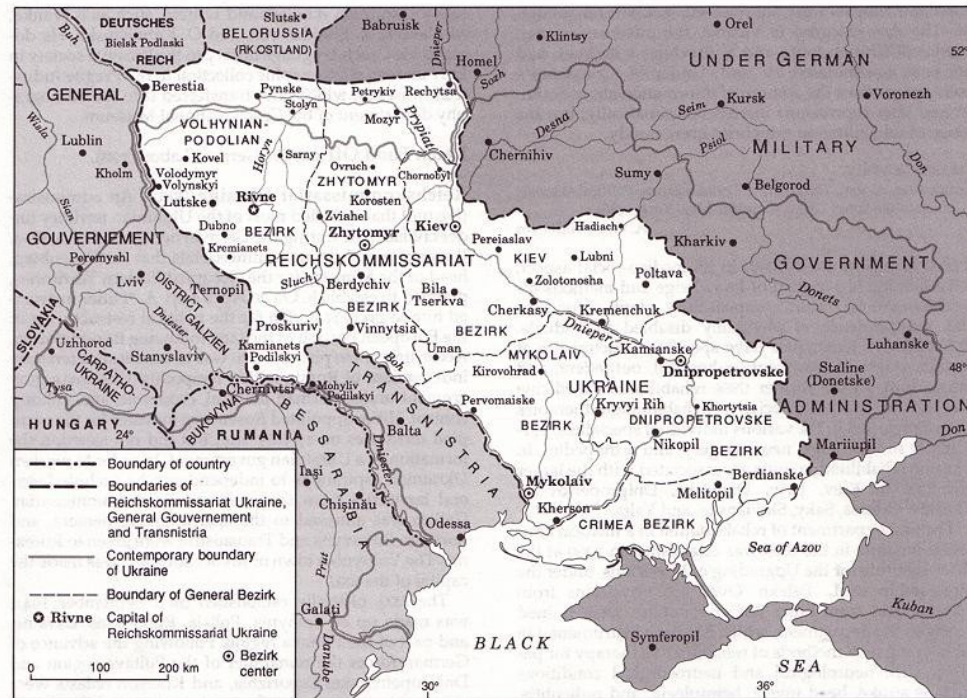 DEUTSCHES
REICH
Bielsk Podlaski
Buh
Slutsk
BELORUSSIA
(RK.OSTLAND)
Babruisk
Dnieper
Klintsy
Orel
52°
Homel
Sozh
UNDER GERMAN
GENERAL
Berestia
Pynske
Stolyn
Petrykiv
Rechytsa
Mozyr
Prypiat
Desna
Seim
Kursk
Voronezh
Wisla
VOLHYNIAN-
PODOLIAN
Horyn
Lublin
Kovel
Sarny
Ovruch
Chornobyl
Chernihiv
Psiol
MILITARY
Don
Kholm
Volodymyr
Volynskyi
ZHYTOMYR
Korosten
Sumy
Belgorod
Sian
Lutske
Rivne
Zviahel
Kiev
Hadiach
GOUVERNEMENT
Dubno
BEZIRK
Zhytomyr
Pereiaslav
Kharkiv
Kremianets
REICHSKOMMISSARIAT
KIEV
Lubni
GOVERNMENT
Peremyshl
Sluch
Berdychiv
Poltava
Lviv
DISTRICT GALIZIEN
Ternopil
Bila
Tserkva
Zolotonosha
Donets
SLOVAKIA
Proskuriv
BEZIRK
Cherkasy
Kremenchuk
Dniester
Vinnytsia
Dnieper
Luhanske
Uzhhorod
Stanyslaviv
Kamianets
Podilskyi
Boh
Uman
BEZIRK
Kamianske
CARPATHO
UKRAINE
MYKOLAIV
Dnipropetrovske
Staline
(Donetske)
48°
Tysa
Chernivtsi
Mohyliv
Podilskyi
TRANSNISTRIA
Kirovohrad
UKRAINE
BUKOVYNA
Pervomaiske
Kryvyi Rih
Khortytsia
ADMINISTRATION
HUNGARY
24°
RUMANIA
BESSARABIA
Balta
BEZIRK
DNIPROPETROVSKE
Don
Nikopil
Mariiupil
BEZIRK
Dniester
Iasi
Mykolaiv
Berdianske
Chişinău
Melitopil
Kherson
CRIMEA BEZIRK
Odessa
Prut
Sea of Azov
Galati
Danube
Kuban
BLACK
Symferopil
30°
36°
SEA
Boundary of country
Boundaries of
Reichskommissariat Ukraine,
General Gouvernement
and Transnistria
Contemporary boundary
of Ukraine
Boundary of General Bezirk
Rivne
Capital of
Reichskommissariat Ukraine
0
100
200 km
Bezirk
center